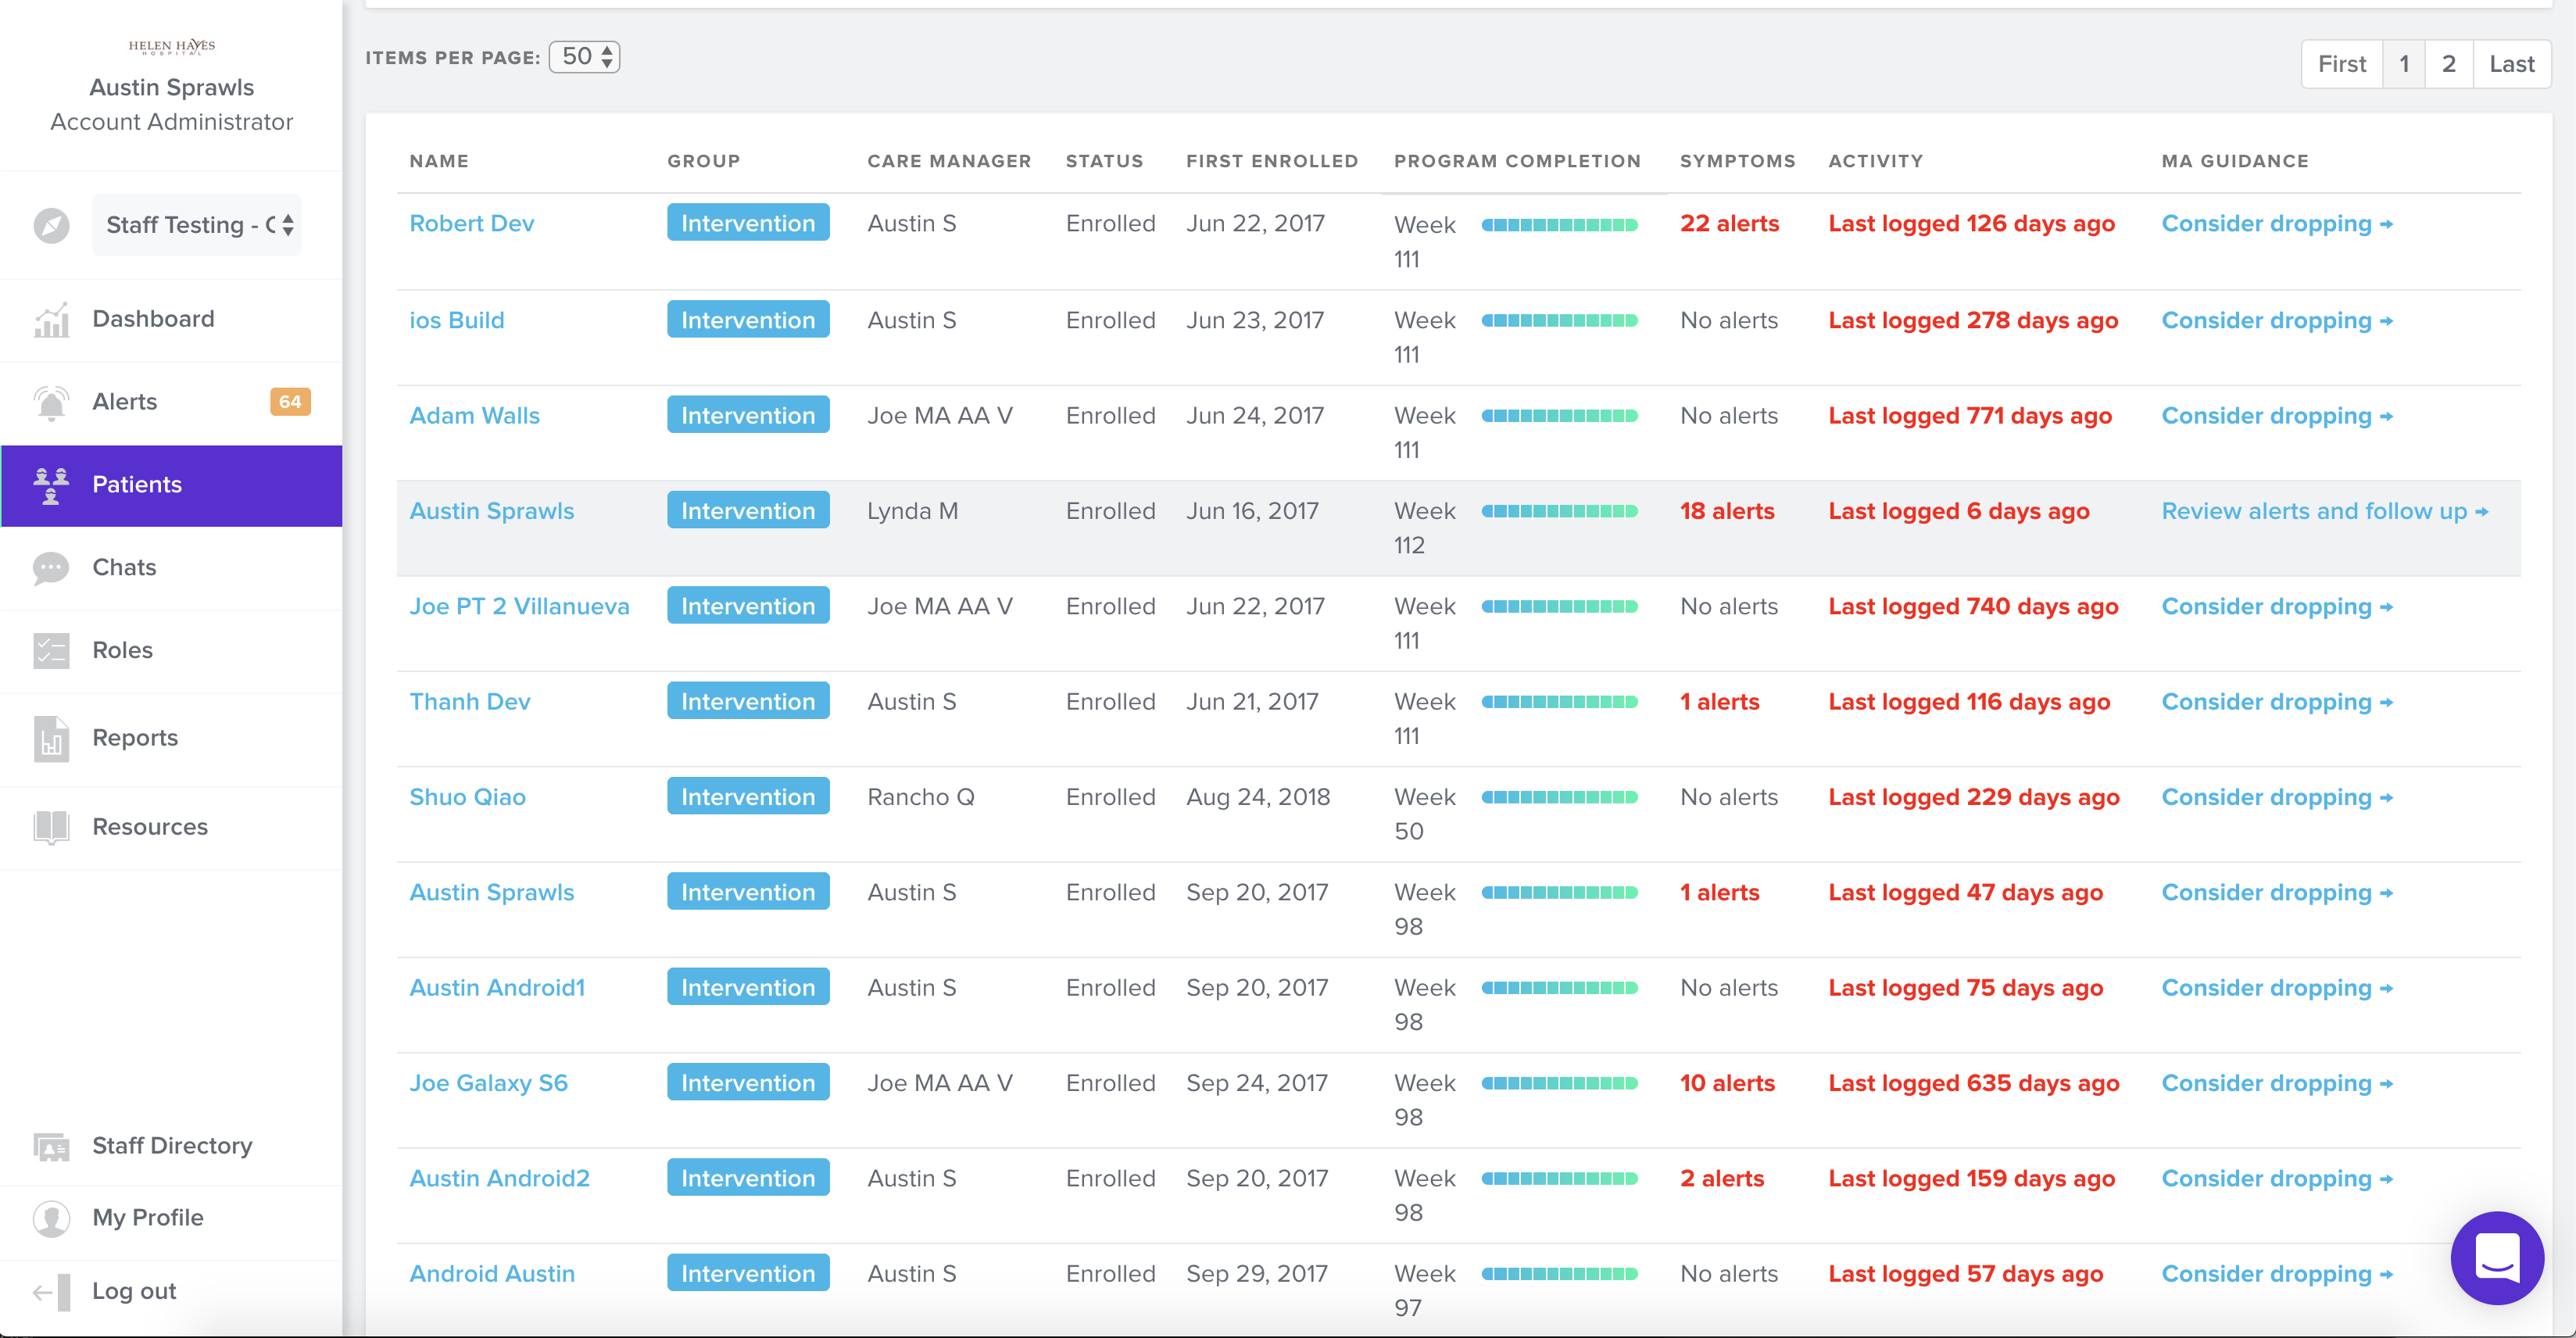 HELEN HAYES
HOSPITAL
Austin Sprawls
Account Administrator
Staff Testing - C
Dashboard
Alerts 64
Patients
Chats
Roles
Reports
Resources
Staff Directory
My Profile
Log out
ITEMS PER PAGE: 50
First 1 2 Last
NAME GROUP CARE MANAGER STATUS FIRST ENROLLED PROGRAM COMPLETION SYMPTOMS ACTIVITY MA GUIDANCE
Robert Dev Intervention Austin S Enrolled Jun 22, 2017 Week 22 alerts Last logged 126 days ago Consider dropping →
111
ios Build Intervention Austin S Enrolled Jun 23, 2017 Week No alerts Last logged 278 days ago Consider dropping →
111
Adam Walls Intervention Joe MA AA V Enrolled Jun 24, 2017 Week No alerts Last logged 771 days ago Consider dropping →
111
Austin Sprawls Intervention Lynda M Enrolled Jun 16, 2017 Week 18 alerts Last logged 6 days ago Review alerts and follow up →
112
Joe PT 2 Villanueva Intervention Joe MA AA V Enrolled Jun 22, 2017 Week No alerts Last logged 740 days ago Consider dropping →
111
Thanh Dev Intervention Austin S Enrolled Jun 21, 2017 Week 1 alerts Last logged 116 days ago Consider dropping →
111
Shuo Qiao Intervention Rancho Q Enrolled Aug 24, 2018 Week No alerts Last logged 229 days ago Consider dropping →
50
Austin Sprawls Intervention Austin S Enrolled Sep 20, 2017 Week 1 alerts Last logged 47 days ago Consider dropping →
98
Austin Android1 Intervention Austin S Enrolled Sep 20, 2017 Week No alerts Last logged 75 days ago Consider dropping →
98
Joe Galaxy S6 Intervention Joe MA AA V Enrolled Sep 24, 2017 Week 10 alerts Last logged 635 days ago Consider dropping →
98
Austin Android2 Intervention Austin S Enrolled Sep 20, 2017 Week 2 alerts Last logged 159 days ago Consider dropping →
98
Android Austin Intervention Austin S Enrolled Sep 29, 2017 Week No alerts Last logged 57 days ago Consider dropping →
97